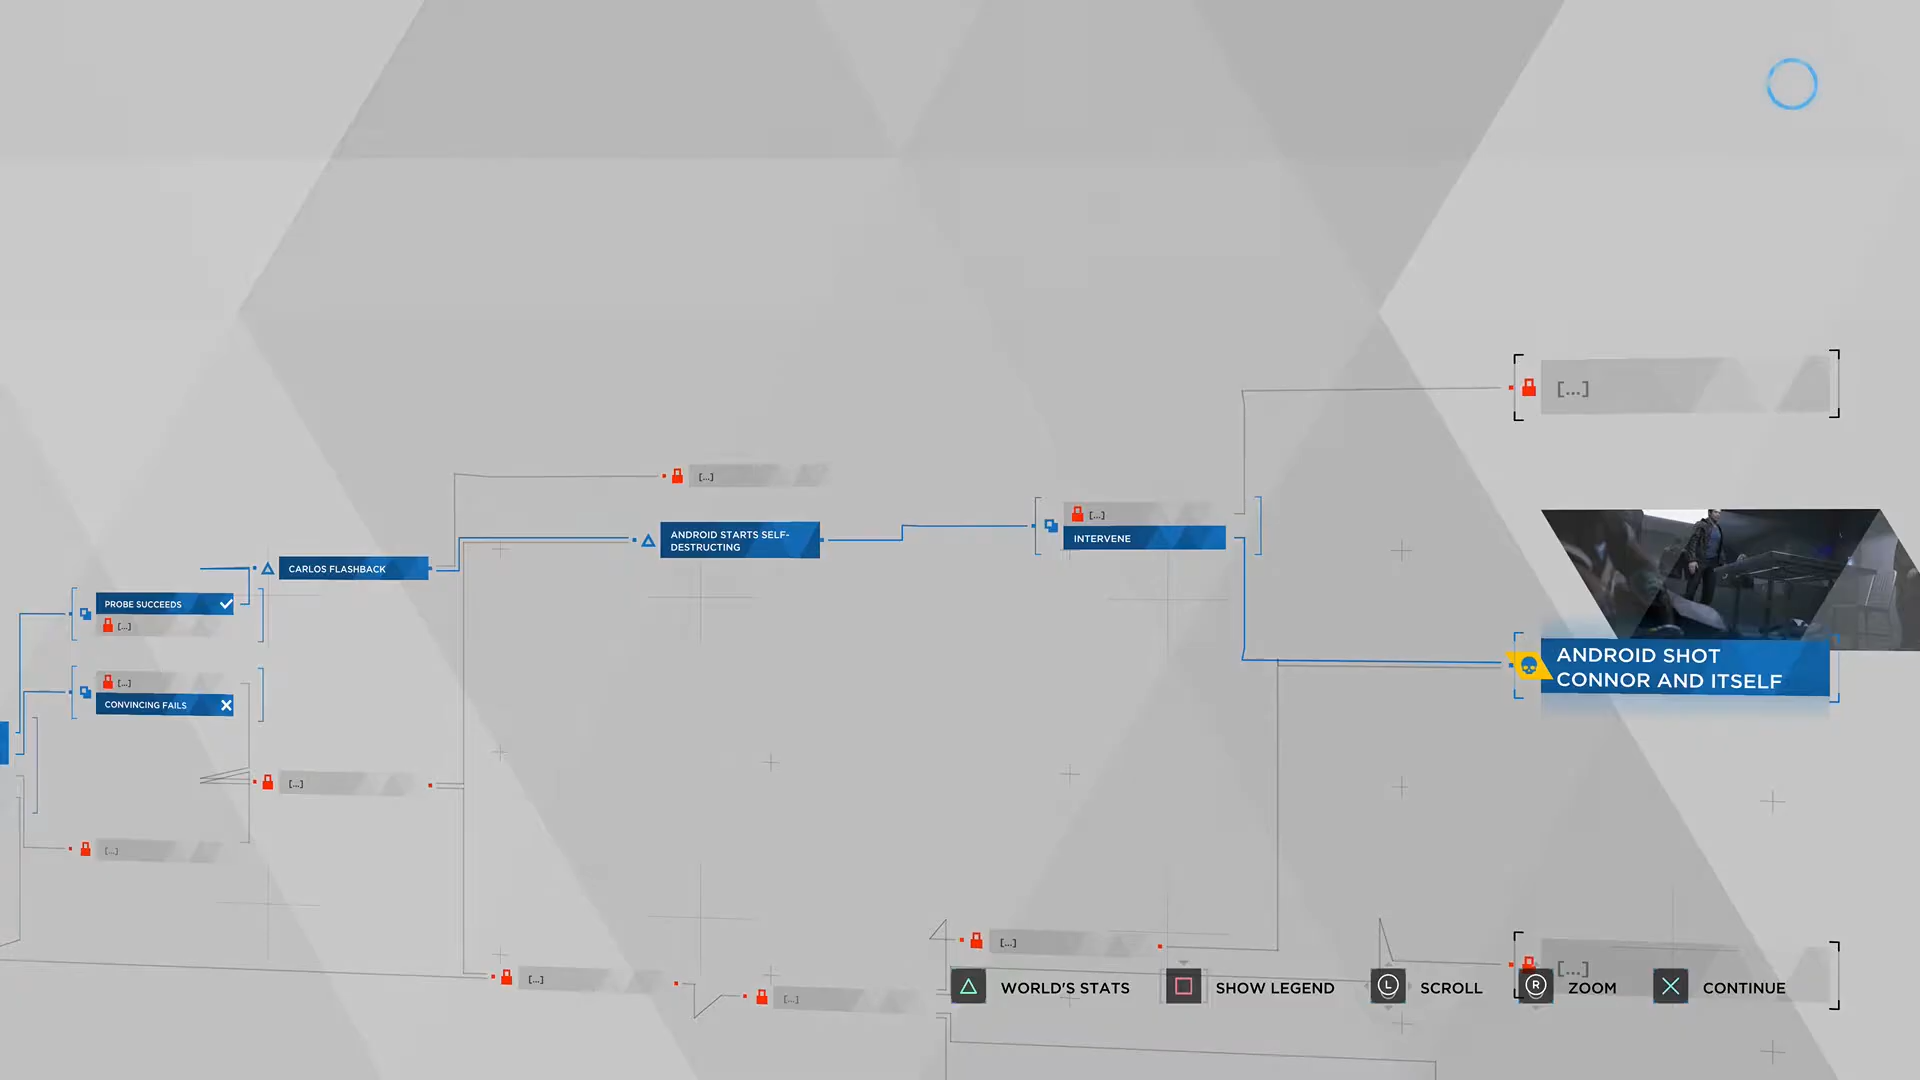 [...]
[...]
ANDROID STARTS SELF-
DESTRUCTING
[...]
INTERVENE
CARLOS FLASHBACK
PROBE SUCCEEDS
[...]
[...]
CONVINCING FAILS
ANDROID SHOT
CONNOR AND ITSELF
[...]
[...]
[...]
[...]
[...]
[...]
WORLD'S STATS
SHOW LEGEND
L
SCROLL
R
ZOOM
CONTINUE